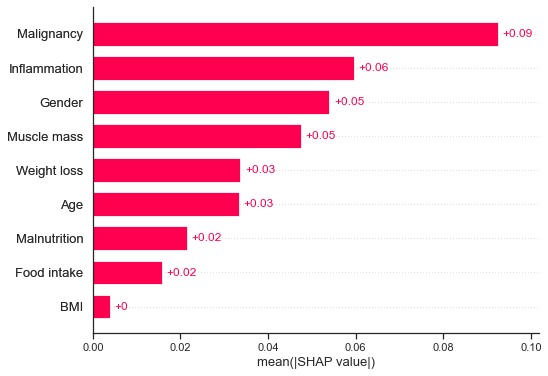 Malignancy +0.09
Inflammation +0.06
Gender +0.05
Muscle mass +0.05
Weight loss +0.03
Age +0.03
Malnutrition +0.02
Food intake +0.02
BMI +0
0.00 0.02 0.04 0.06 0.08 0.10
mean(|SHAP value|)